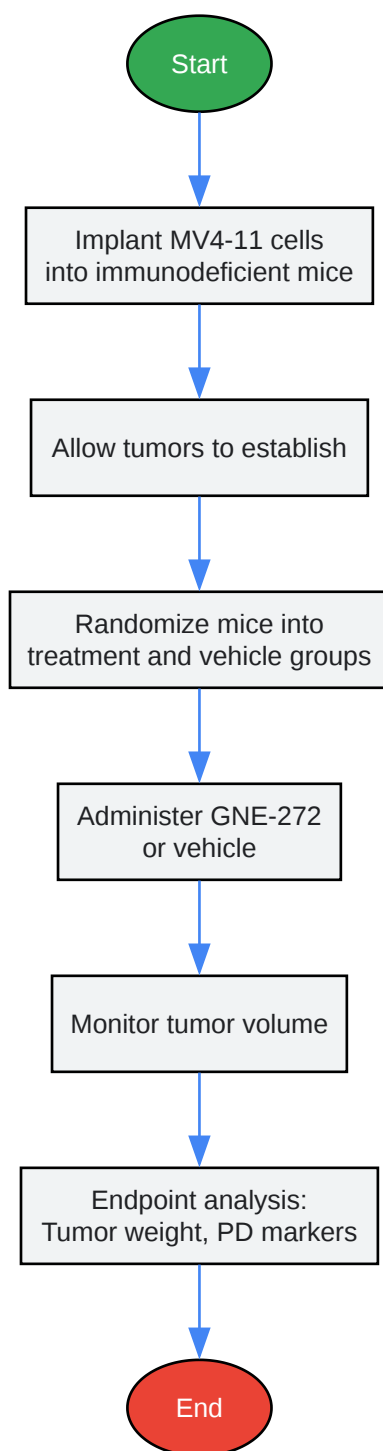 Start
Implant MV4-11 cells
into immunodeficient mice
Allow tumors to establish
Randomize mice into
treatment and vehicle groups
Administer GNE-272
or vehicle
Monitor tumor volume
Endpoint analysis:
Tumor weight, PD markers
End